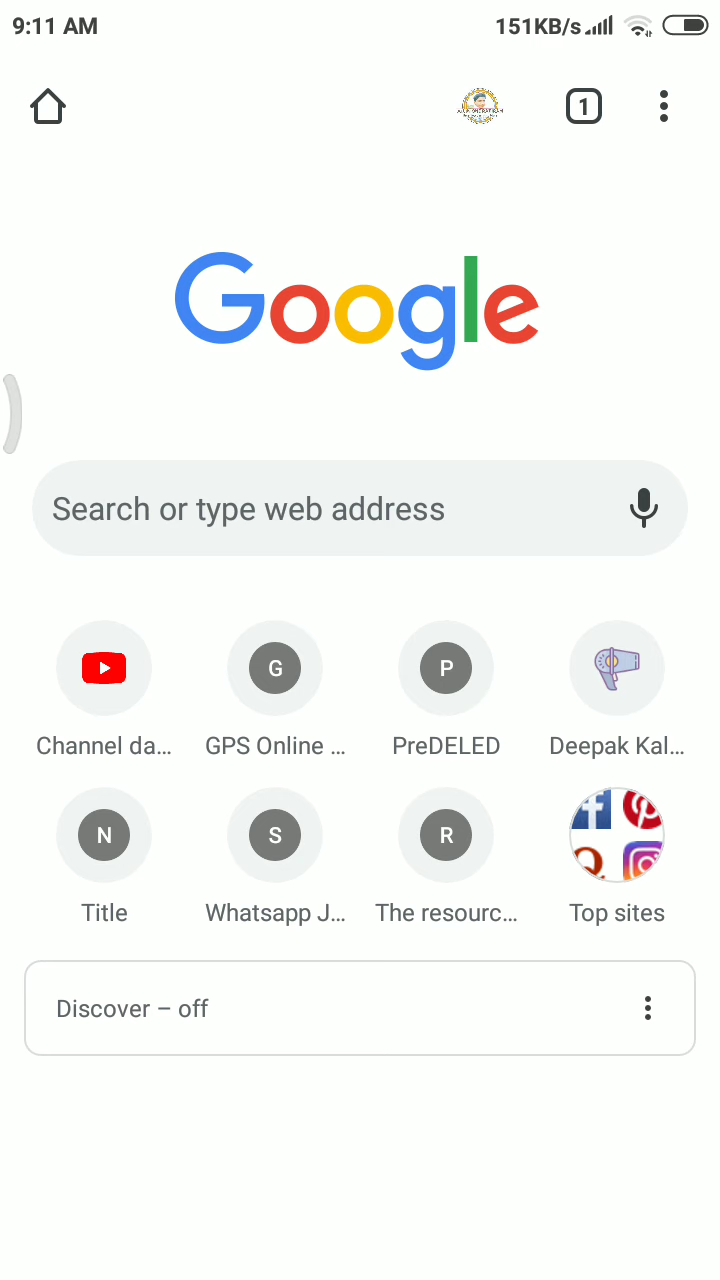 9:11 AM 151KB/s
1
Google
Search or type web address
G P
Channel da... GPS Online ... PreDELED Deepak Kal...
N S R
Title Whatsapp J... The resourc... Top sites
Discover – off